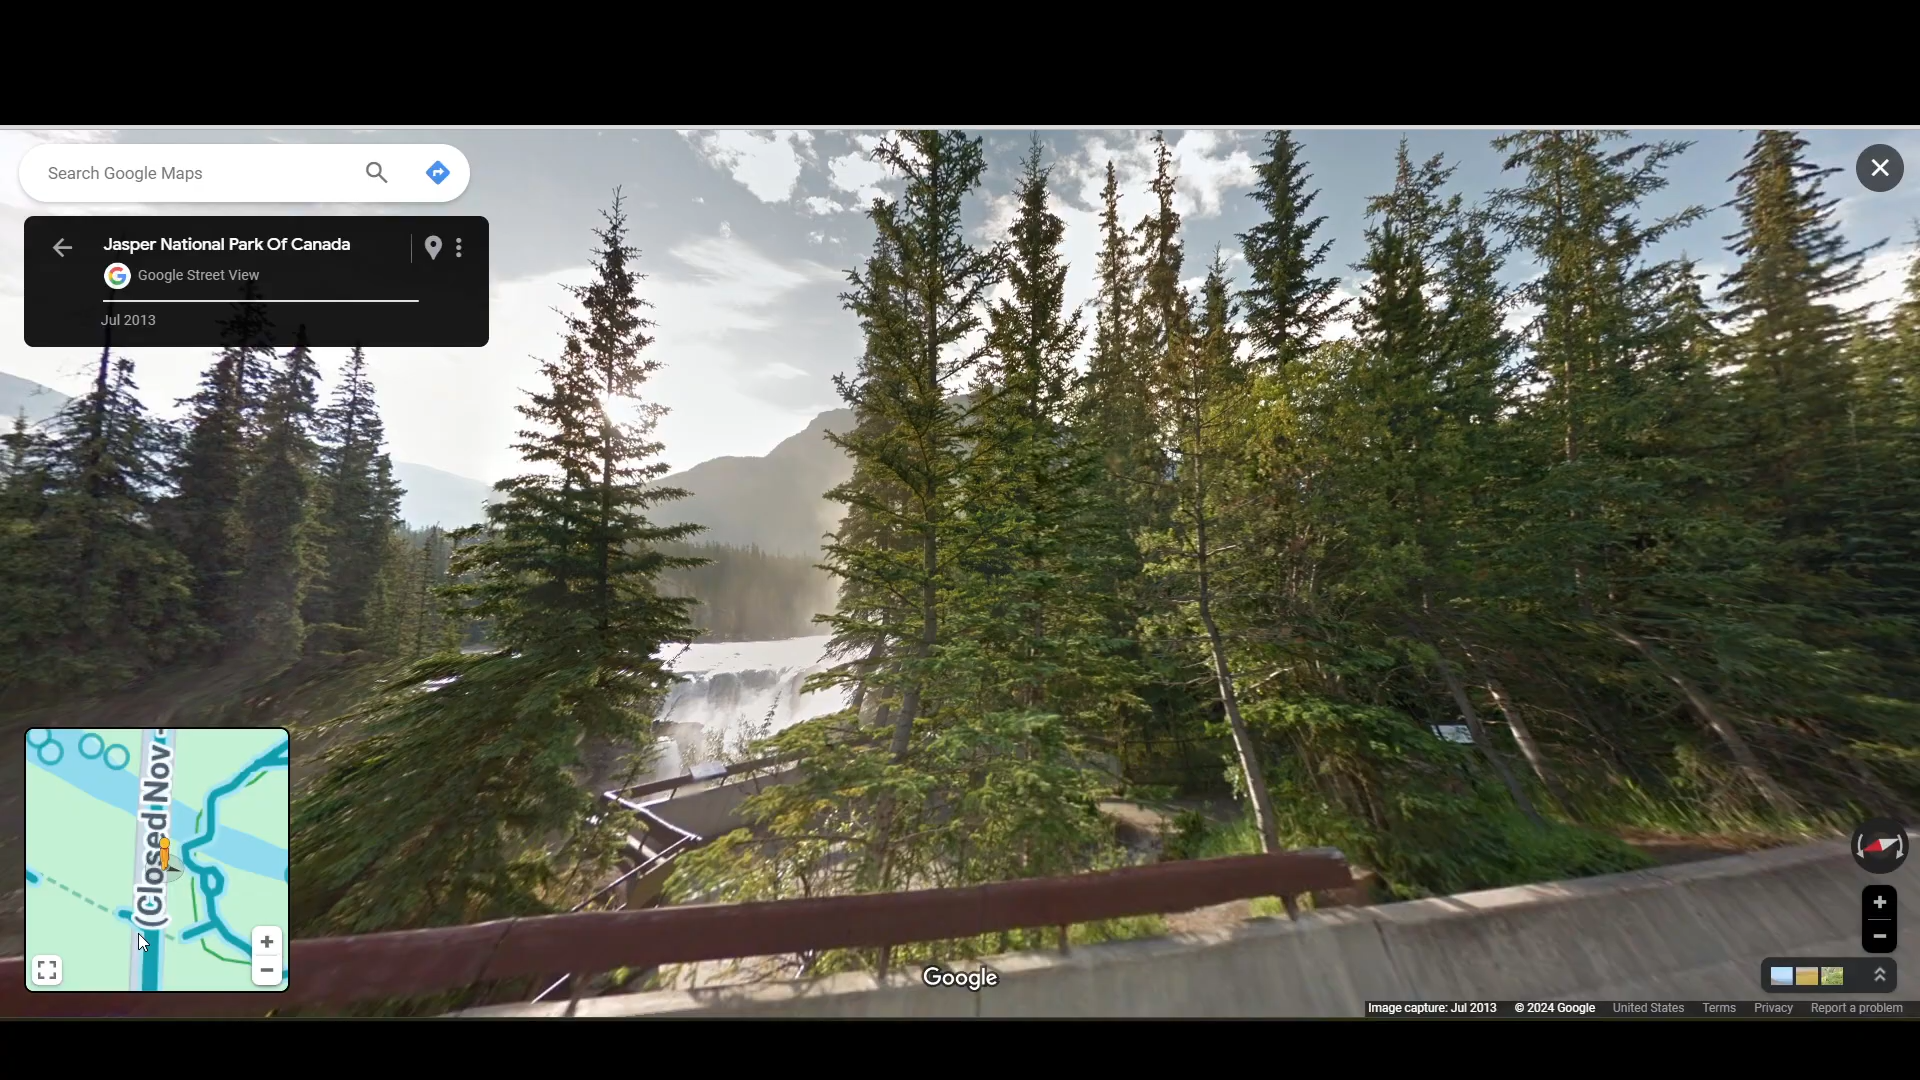 Search Google Maps
Jasper National Park Of Canada
Google Street View
Jul 2013
(Closed Nov -
Google
Image capture: Jul 2013 © 2024 Google United States Terms Privacy Report a problem